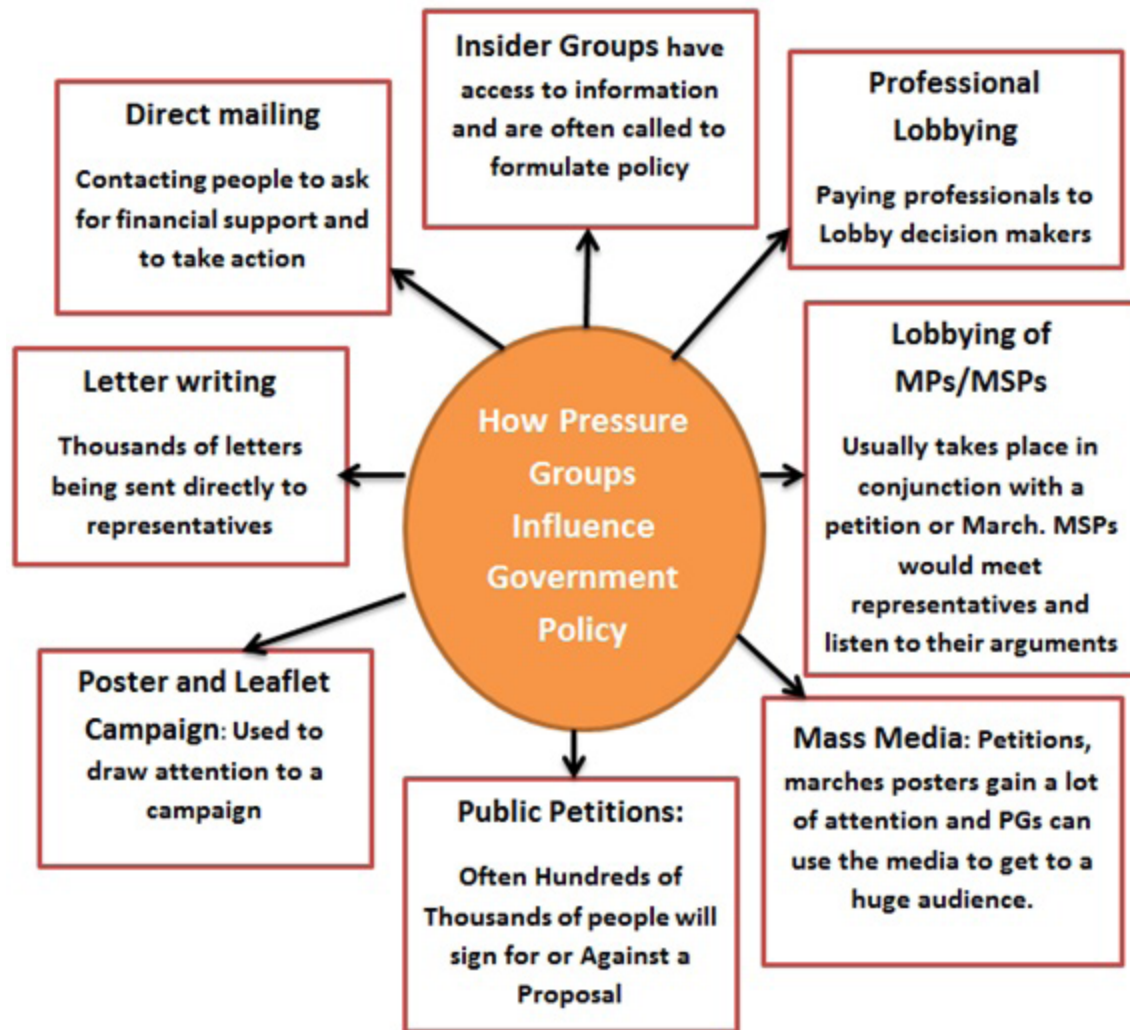 How Pressure
Groups
Influence
Government
Policy
Insider Groups have
access to information
and are often called to
formulate policy
Professional
Lobbying
Paying professionals to
Lobby decision makers
Lobbying of
MPs/MSPs
Usually takes place in
conjunction with a
petition or March. MSPs
would meet
representatives and
listen to their arguments
Mass Media: Petitions,
marches posters gain a lot
of attention and PGs can
use the media to get to a
huge audience.
Public Petitions:
Often Hundreds of
Thousands of people will
sign for or Against a
Proposal
Poster and Leaflet
Campaign: Used to
draw attention to a
campaign
Letter writing
Thousands of letters
being sent directly to
representatives
Direct mailing
Contacting people to ask
for financial support and
to take action